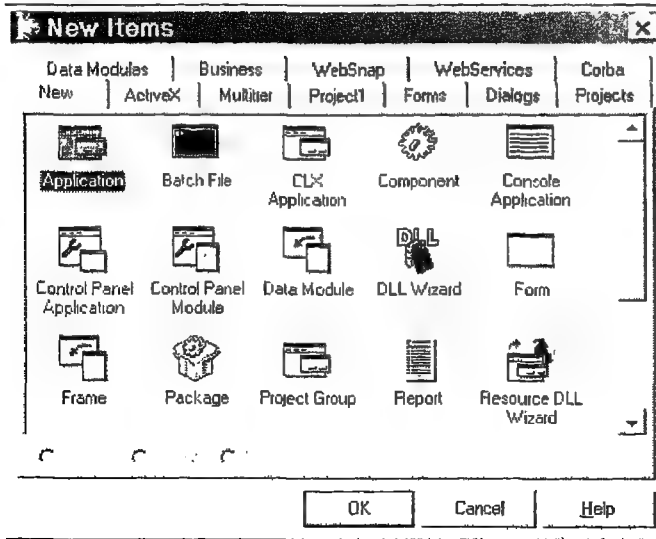 New Items
Data Modules Business WebSnap WebServices Corba
New ActiveX Multitier Project1 Forms Dialogs Projects
Application Batch File CLX Application Component Console Application
Control Panel Application Control Panel Module Data Module DLL Wizard Form
DLL
Frame Package Project Group Report Resource DLL Wizard
OK Cancel Help